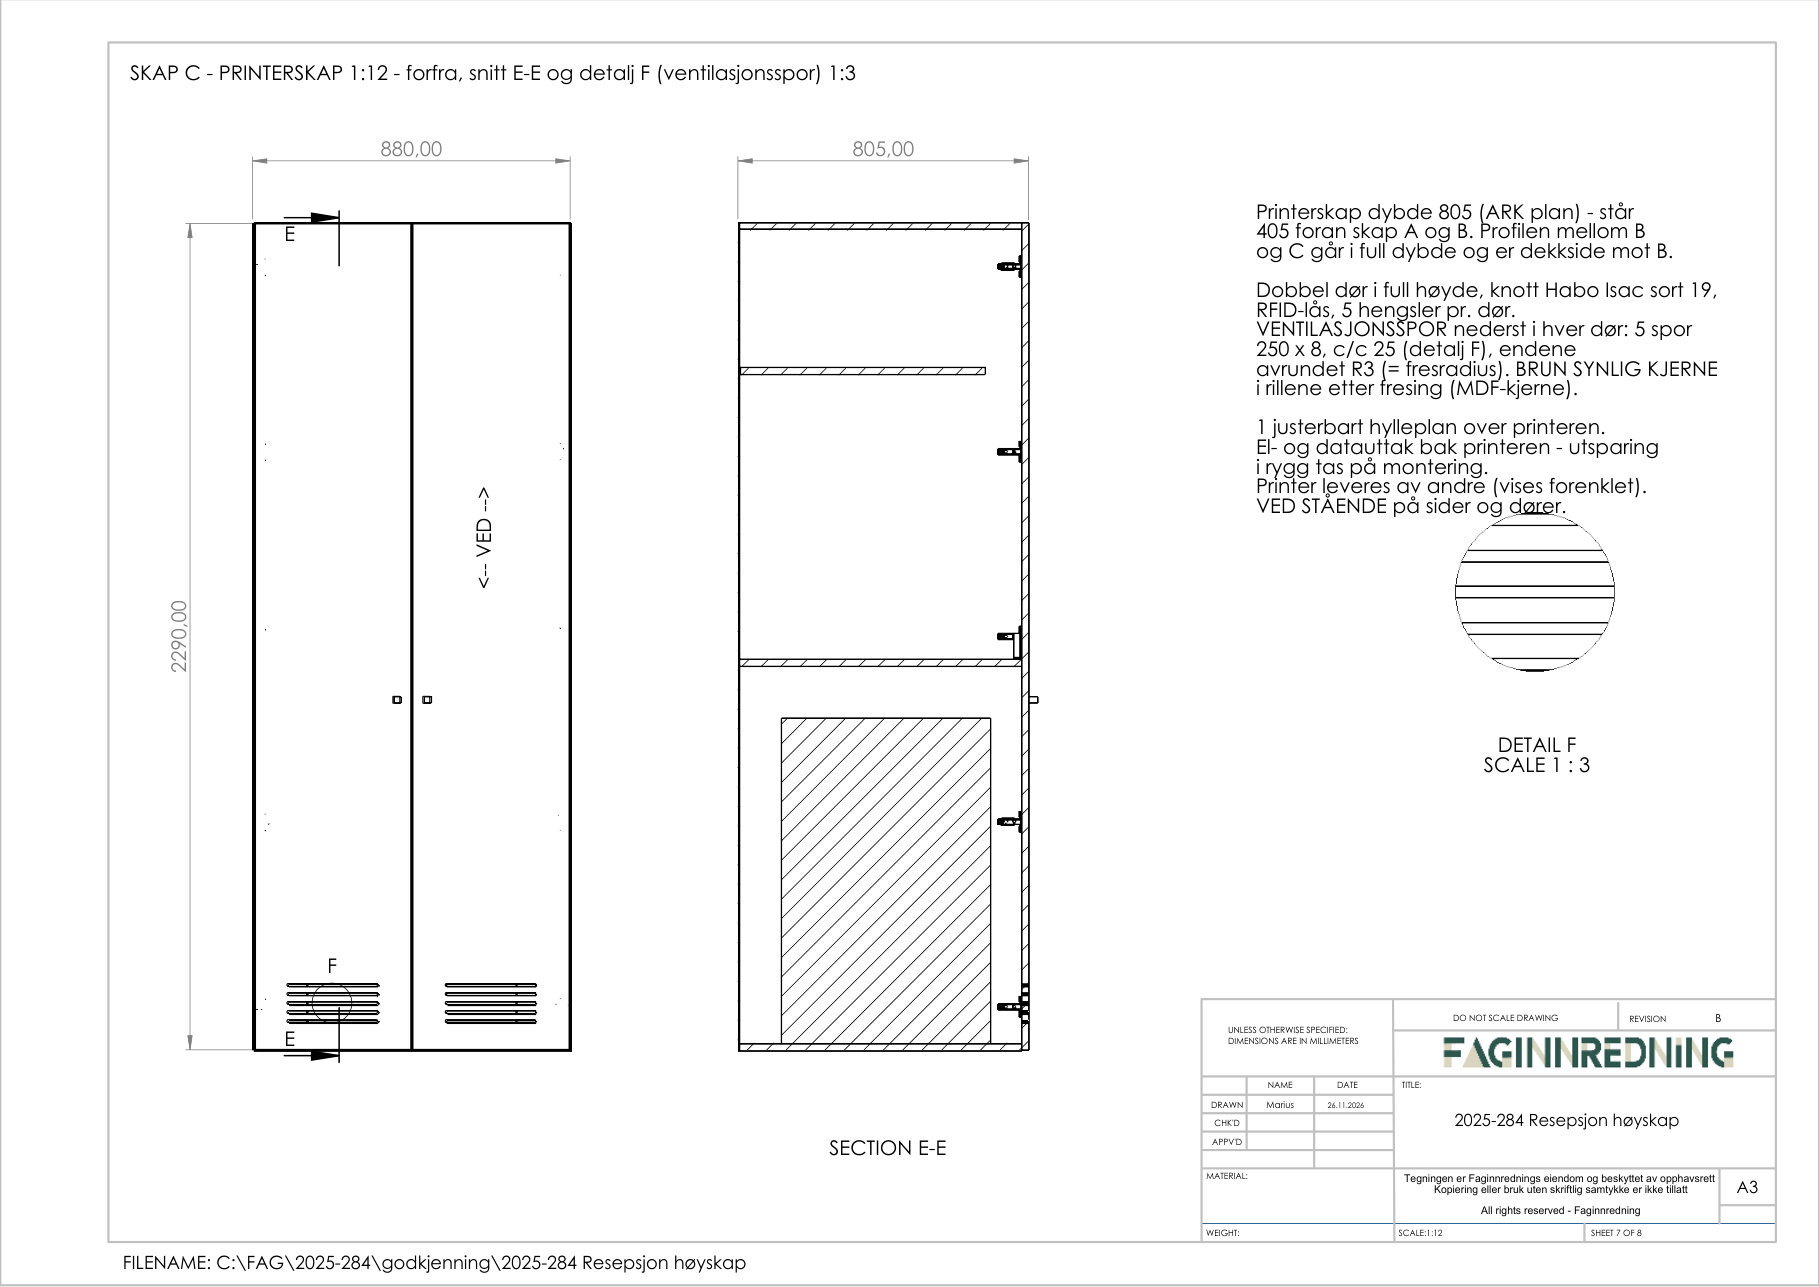 SKAP C - PRINTERSKAP 1:12 - forfra, snitt E-E og detalj F (ventilasjonsspor) 1:3
880,00
805,00
2290,00
E
<-- VED -->
F
E
SECTION E-E
Printerskap dybde 805 (ARK plan) - står
405 foran skap A og B. Profilen mellom B
og C går i full dybde og er dekkside mot B.
Dobbel dør i full høyde, knott Habo Isac sort 19,
RFID-lås, 5 hengsler pr. dør.
VENTILASJONSSPOR nederst i hver dør: 5 spor
250 x 8, c/c 25 (detalj F), endene
avrundet R3 (= fresradius). BRUN SYNLIG KJERNE
i rillene etter fresing (MDF-kjerne).
1 justerbart hylleplan over printeren.
El- og datauttak bak printeren - utsparing
i rygg tas på montering.
Printer leveres av andre (vises forenklet).
VED STÅENDE på sider og dører.
DETAIL F
SCALE 1 : 3
UNLESS OTHERWISE SPECIFIED:
DIMENSIONS ARE IN MILLIMETERS
DO NOT SCALE DRAWING
REVISION B
FAGINNREDNING
NAME DATE
DRAWN Marius 26.11.2026
CHK'D
APPV'D
TITLE:
2025-284 Resepsjon høyskap
MATERIAL:
Tegningen er Faginnrednings eiendom og beskyttet av opphavsrett
Kopiering eller bruk uten skriftlig samtykke er ikke tillatt
All rights reserved - Faginnredning
A3
WEIGHT:
SCALE:1:12
SHEET 7 OF 8
FILENAME: C:\FAG\2025-284\godkjenning\2025-284 Resepsjon høyskap